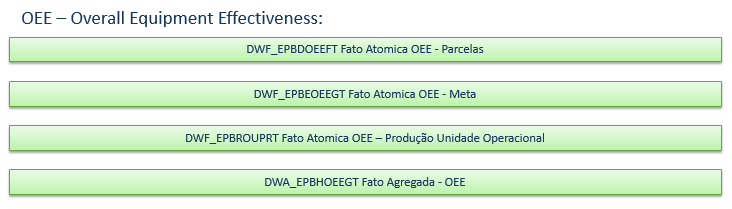 OEE – Overall Equipment Effectiveness:
DWF_EPBDOEEFT Fato Atomica OEE - Parcelas
DWF_EPBEOEEGT Fato Atomica OEE - Meta
DWF_EPBROUPRT Fato Atomica OEE – Produção Unidade Operacional
DWA_EPBHOEEGT Fato Agregada - OEE